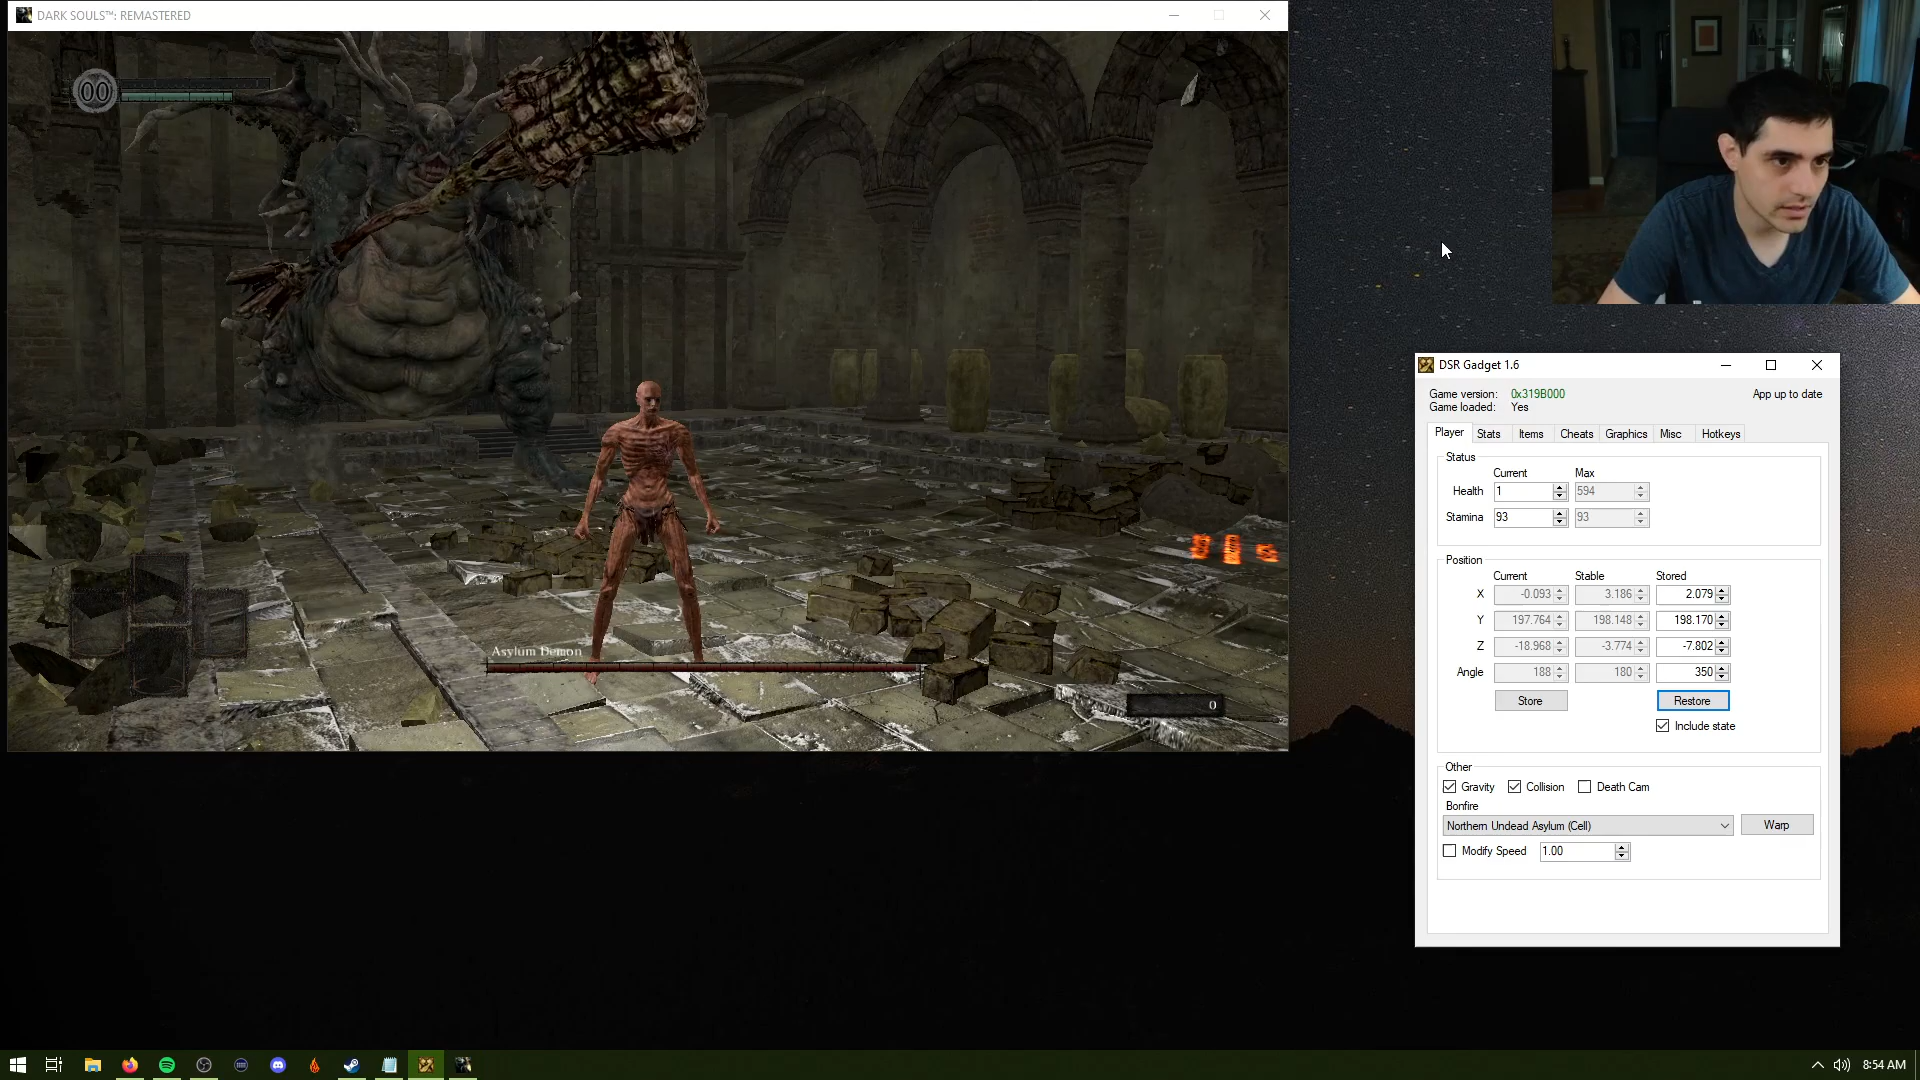 DARK SOULS™: REMASTERED
00
Asylum Demon
0
DSR Gadget 1.6
Game version: 0x319B000
App up to date
Game loaded: Yes
Player Stats Items Cheats Graphics Misc Hotkeys
Status
Current Max
Health 1 594
Stamina 93 93
Position
Current Stable Stored
X -0.093 3.186 2.079
Y 197.764 198.148 198.170
Z -18.968 -3.774 -7.802
Angle 188 180 350
Store Restore
Include state
Other
Gravity Collision Death Cam
Bonfire
Northern Undead Asylum (Cell) Warp
Modify Speed 1.00
8:54 AM